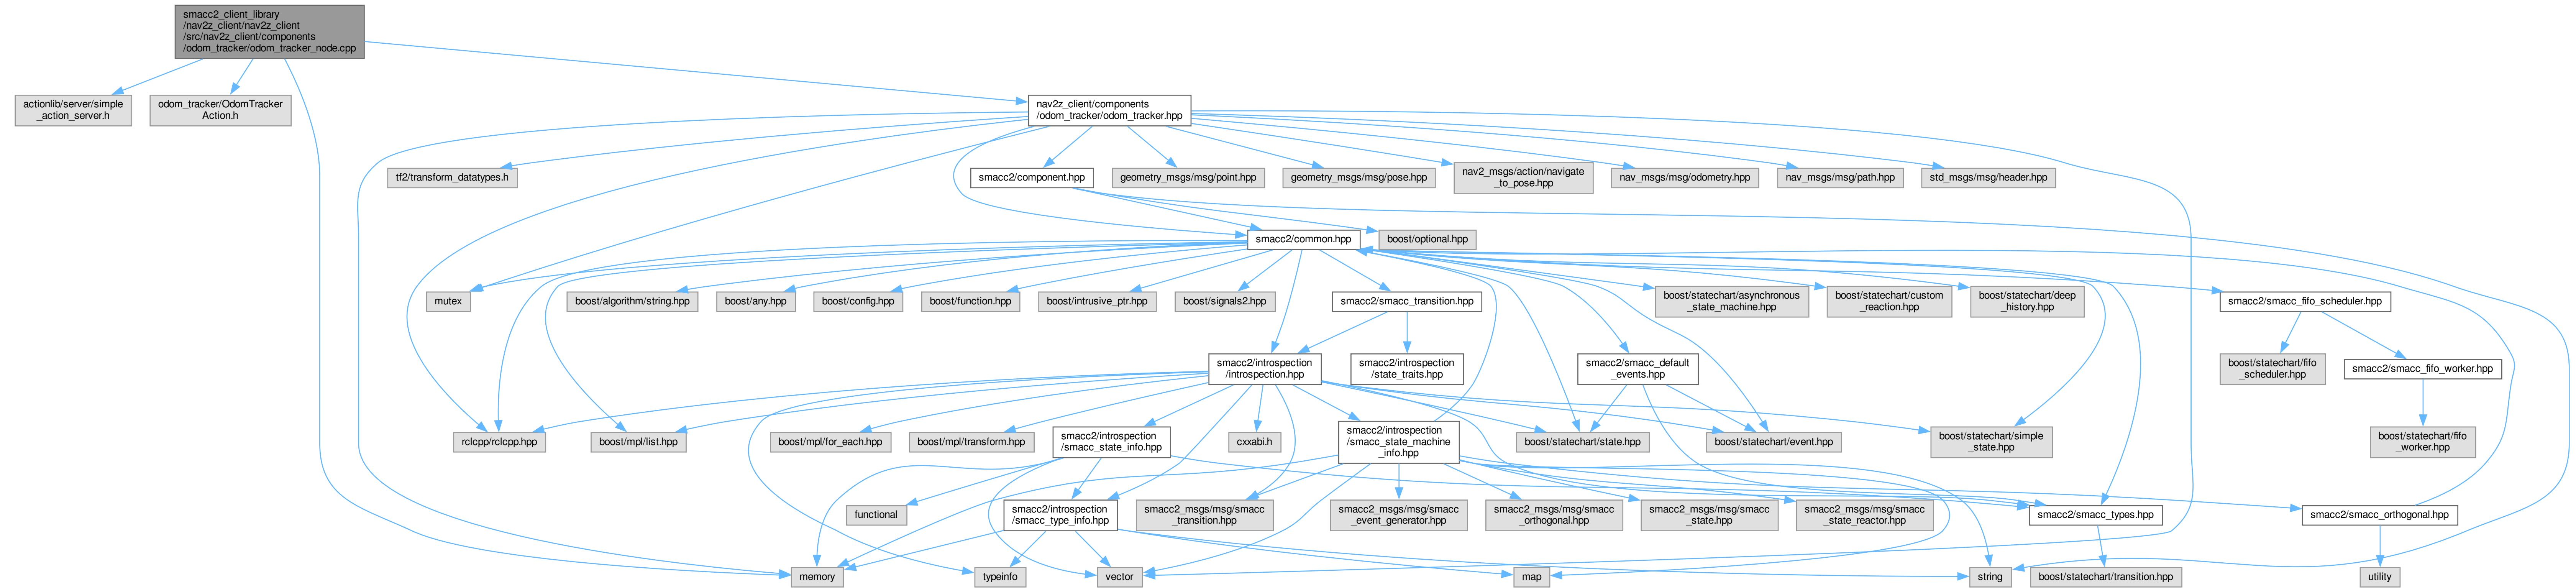 smacc2_client_library
/nav2z_client/nav2z_client
/src/nav2z_client/components
/odom_tracker/odom_tracker_node.cpp
actionlib/server/simple
_action_server.h
odom_tracker/OdomTracker
Action.h
nav2z_client/components
/odom_tracker/odom_tracker.hpp
tf2/transform_datatypes.h
smacc2/component.hpp
geometry_msgs/msg/point.hpp
geometry_msgs/msg/pose.hpp
nav2_msgs/action/navigate
_to_pose.hpp
nav_msgs/msg/odometry.hpp
nav_msgs/msg/path.hpp
std_msgs/msg/header.hpp
smacc2/common.hpp
boost/optional.hpp
mutex
boost/algorithm/string.hpp
boost/any.hpp
boost/config.hpp
boost/function.hpp
boost/intrusive_ptr.hpp
boost/signals2.hpp
smacc2/smacc_transition.hpp
boost/statechart/asynchronous
_state_machine.hpp
boost/statechart/custom
_reaction.hpp
boost/statechart/deep
_history.hpp
smacc2/smacc_fifo_scheduler.hpp
smacc2/introspection
/introspection.hpp
smacc2/introspection
/state_traits.hpp
smacc2/smacc_default
_events.hpp
boost/statechart/fifo
_scheduler.hpp
smacc2/smacc_fifo_worker.hpp
rclcpp/rclcpp.hpp
boost/mpl/list.hpp
boost/mpl/for_each.hpp
boost/mpl/transform.hpp
smacc2/introspection
/smacc_state_info.hpp
cxxabi.h
smacc2/introspection
/smacc_state_machine
_info.hpp
boost/statechart/state.hpp
boost/statechart/event.hpp
boost/statechart/simple
_state.hpp
boost/statechart/fifo
_worker.hpp
functional
smacc2/introspection
/smacc_type_info.hpp
smacc2_msgs/msg/smacc
_transition.hpp
smacc2_msgs/msg/smacc
_event_generator.hpp
smacc2_msgs/msg/smacc
_orthogonal.hpp
smacc2_msgs/msg/smacc
_state.hpp
smacc2_msgs/msg/smacc
_state_reactor.hpp
smacc2/smacc_types.hpp
smacc2/smacc_orthogonal.hpp
memory
typeinfo
vector
map
string
boost/statechart/transition.hpp
utility